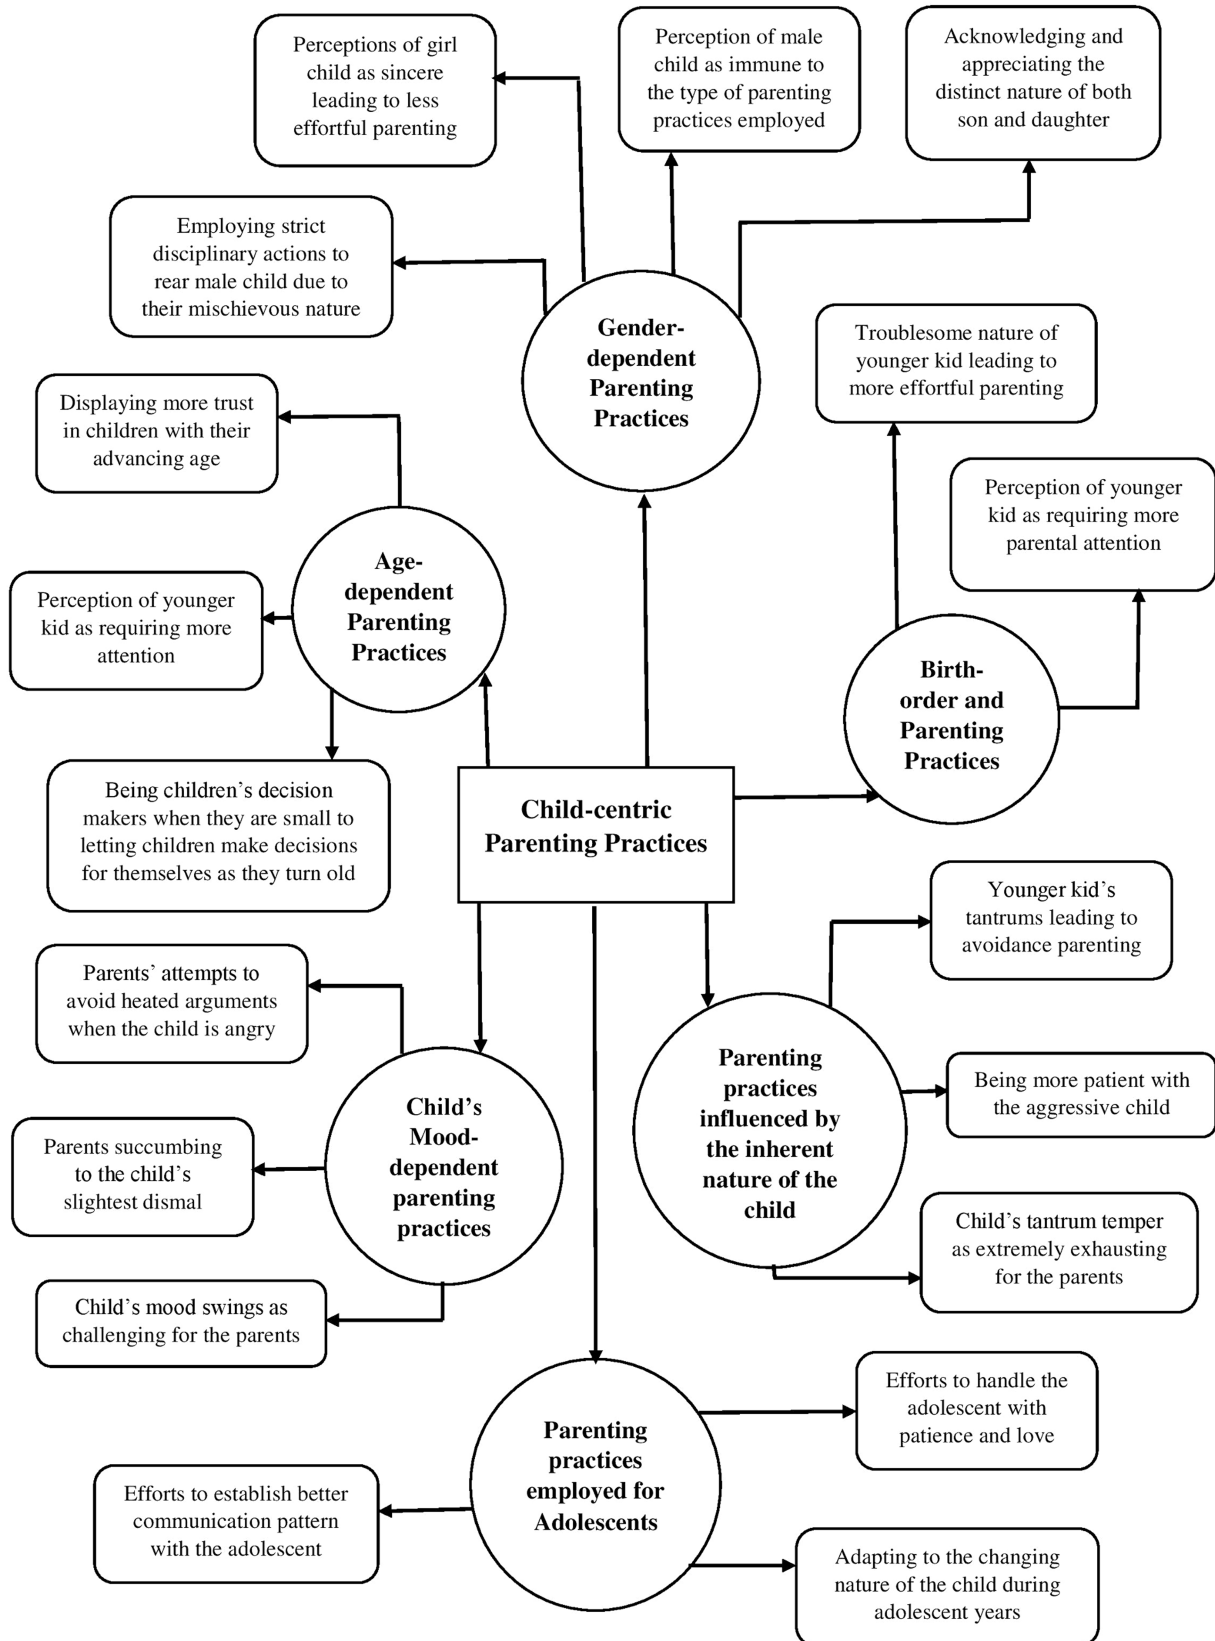 Perceptions of girl
child as sincere
leading to less
effortful parenting
Perception of male
child as immune to
the type of parenting
practices employed
Acknowledging and
appreciating the
distinct nature of both
son and daughter
Employing strict
disciplinary actions to
rear male child due to
their mischievous nature
Gender-
dependent
Parenting
Practices
Troublesome nature of
younger kid leading to
more effortful parenting
Displaying more trust
in children with their
advancing age
Perception of younger
kid as requiring more
parental attention
Age-
dependent
Parenting
Practices
Perception of younger
kid as requiring more
attention
Birth-
order and
Parenting
Practices
Being children’s decision
makers when they are small to
letting children make decisions
for themselves as they turn old
Child-centric
Parenting Practices
Younger kid’s
tantrums leading to
avoidance parenting
Parents’ attempts to
avoid heated arguments
when the child is angry
Parenting
practices
influenced by
the inherent
nature of the
child
Being more patient with
the aggressive child
Child’s
Mood-
dependent
parenting
practices
Parents succumbing
to the child’s
slightest dismal
Child’s tantrum temper
as extremely exhausting
for the parents
Child’s mood swings as
challenging for the parents
Efforts to handle the
adolescent with
patience and love
Parenting
practices
employed for
Adolescents
Efforts to establish better
communication pattern
with the adolescent
Adapting to the changing
nature of the child during
adolescent years